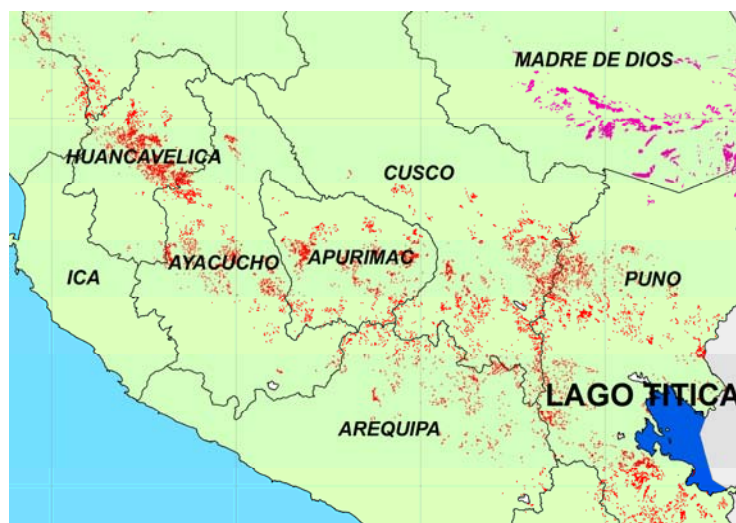 MADRE DE DIOS
HUANCAVELICA
CUSCO
ICA
AYACUCHO
APURIMAC
PUNO
LAGO TITICA
AREQUIPA